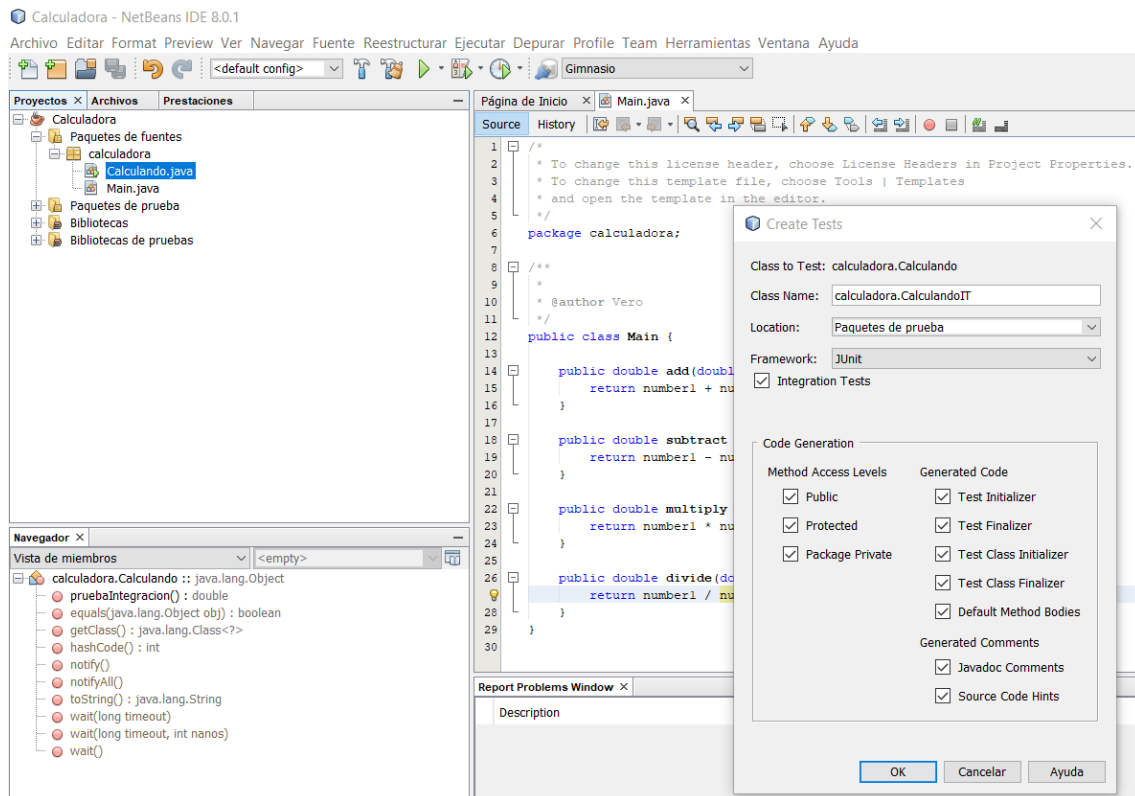 Calculadora - NetBeans IDE 8.0.1
Archivo Editar Format Preview Ver Navegar Fuente Reestructurar Ejecutar Depurar Profile Team Herramientas Ventana Ayuda
<default config>
Gimnasio
Proyectos × Archivos Prestaciones
Calculadora
Paquetes de fuentes
calculadora
Calculando.java
Main.java
Paquetes de prueba
Bibliotecas
Bibliotecas de pruebas
Navegador ×
Vista de miembros <empty>
calculadora.Calculando :: java.lang.Object
pruebaIntegracion() : double
equals(java.lang.Object obj) : boolean
getClass() : java.lang.Class<?>
hashCode() : int
notify()
notifyAll()
toString() : java.lang.String
wait(long timeout)
wait(long timeout, int nanos)
wait()
Página de Inicio × Main.java ×
Source History
1 /*
2 * To change this license header, choose License Headers in Project Properties.
3 * To change this template file, choose Tools | Templates
4 * and open the template in the editor.
5 */
6 package calculadora;
7
8 /**
9 *
10 * @author Vero
11 */
12 public class Main {
13
14 public double add(doubl
15 return number1 + nu
16 }
17
18 public double subtract
19 return number1 - nu
20 }
21
22 public double multiply
23 return number1 * nu
24 }
25
26 public double divide(do
return number1 / nu
28 }
29 }
30
Report Problems Window ×
Description
Create Tests
Class to Test: calculadora.Calculando
Class Name: calculadora.CalculandoIT
Location: Paquetes de prueba
Framework: JUnit
Integration Tests
Code Generation
Method Access Levels
Public
Protected
Package Private
Generated Code
Test Initializer
Test Finalizer
Test Class Initializer
Test Class Finalizer
Default Method Bodies
Generated Comments
Javadoc Comments
Source Code Hints
OK Cancelar Ayuda